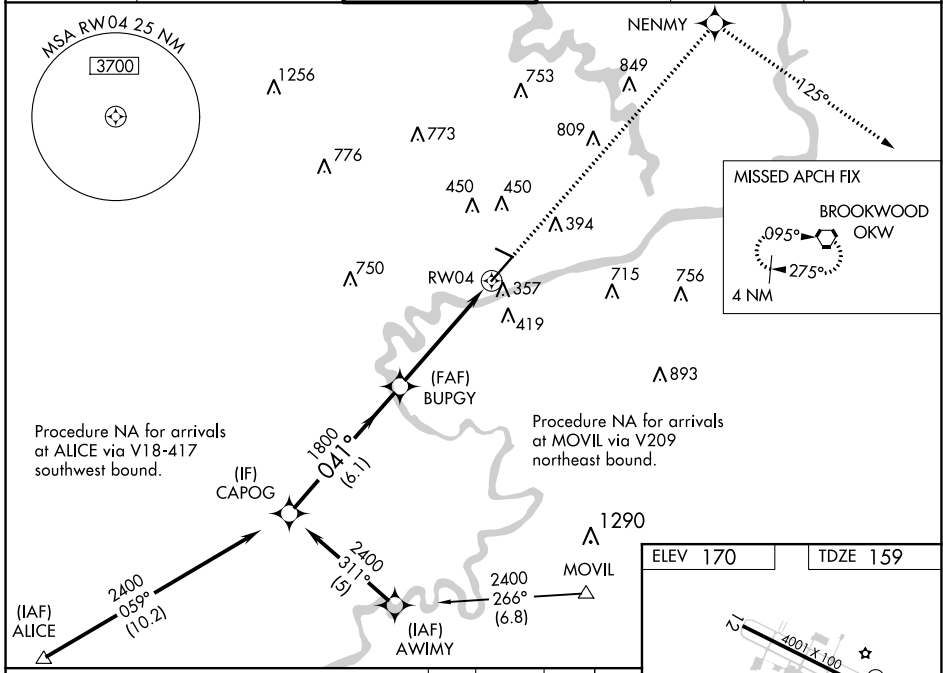 MSA RW04 25 NM
3700
NENMY
125°
1256
753
849
773
809
776
450
450
394
750
RW04
357
419
715
756
893
MISSED APCH FIX
BROOKWOOD
OKW
095°
275°
4 NM
(FAF)
BUPGY
Procedure NA for arrivals
at ALICE via V18-417
southwest bound.
Procedure NA for arrivals
at MOVIL via V209
northeast bound.
1800
041°
(6.1)
(IF)
CAPOG
1290
2400
311°
(5)
MOVIL
2400
266°
(6.8)
2400
059°
(10.2)
(IAF)
ALICE
(IAF)
AWIMY
ELEV 170
TDZE 159
12
4001 X 100